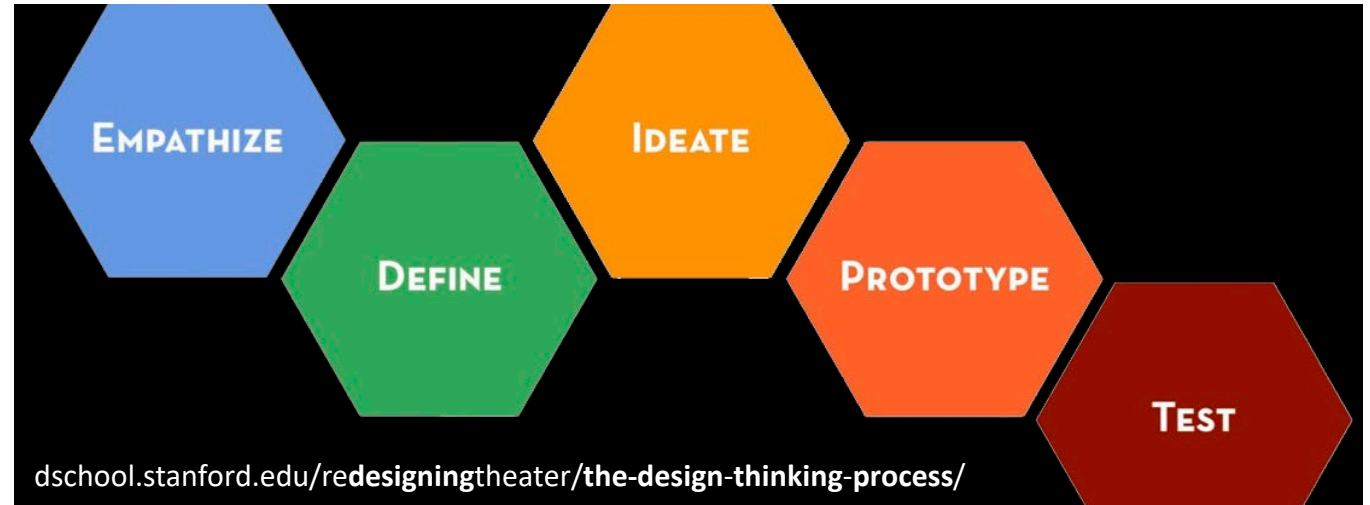 EMPATHIZE
DEFINE
IDEATE
PROTOTYPE
TEST
dschool.stanford.edu/redesigningtheater/the-design-thinking-process/